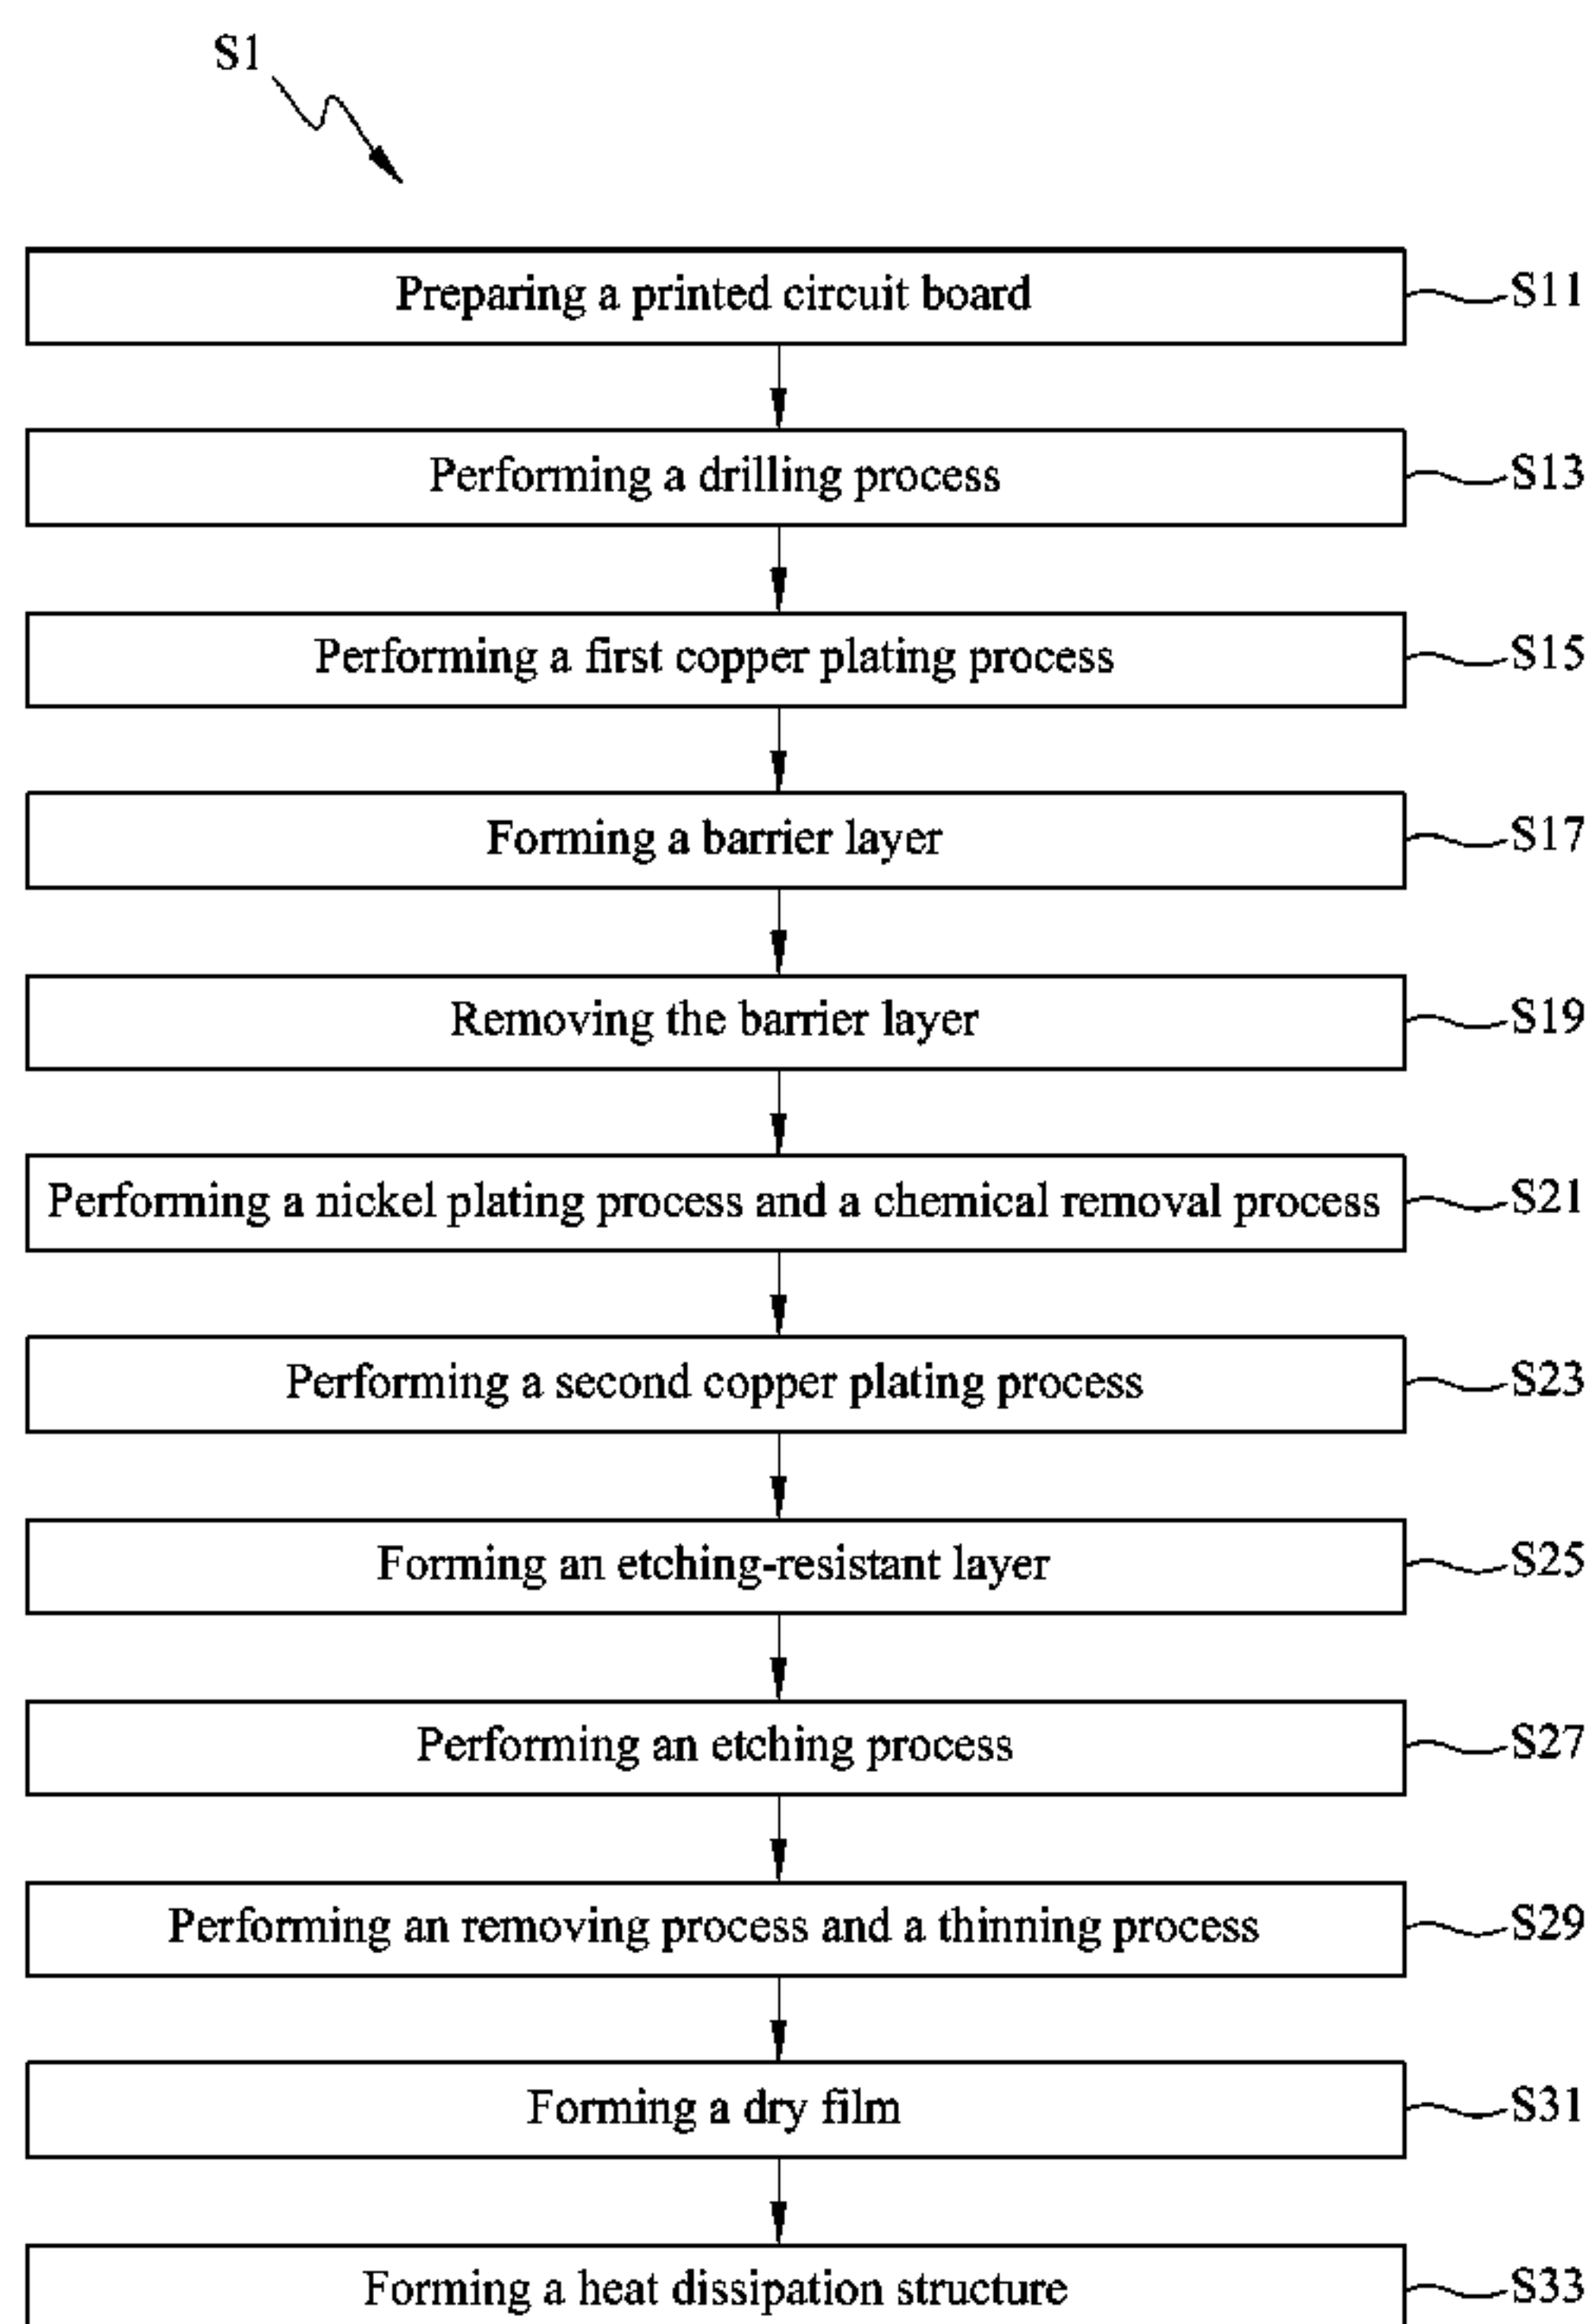 S1
Preparing a printed circuit board S11
Performing a drilling process S13
Performing a first copper plating process S15
Forming a barrier layer S17
Removing the barrier layer S19
Performing a nickel plating process and a chemical removal process S21
Performing a second copper plating process S23
Forming an etching-resistant layer S25
Performing an etching process S27
Performing an removing process and a thinning process S29
Forming a dry film S31
Forming a heat dissipation structure S33